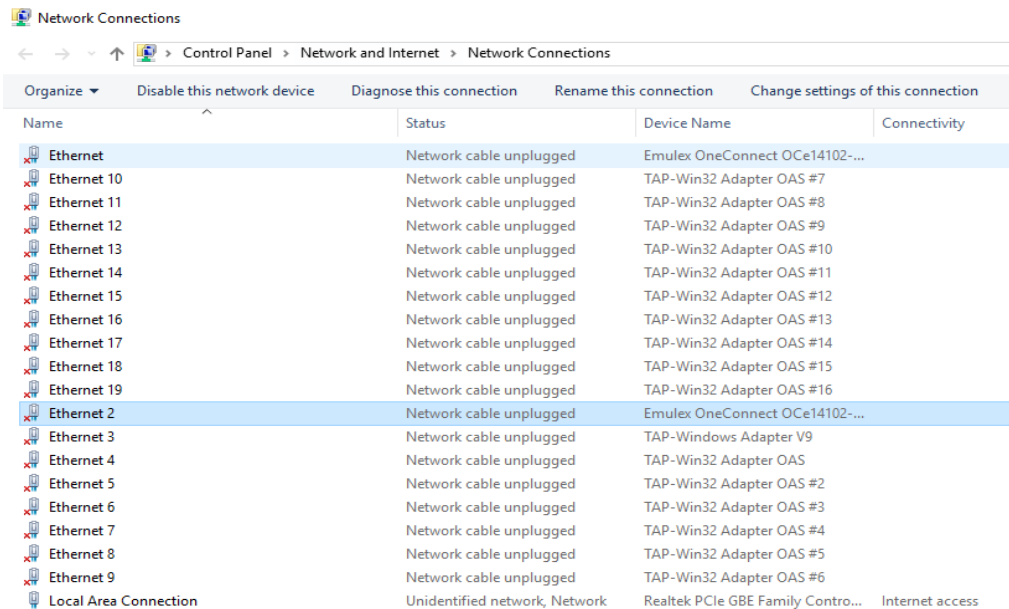 Network Connections
Control Panel > Network and Internet > Network Connections
Organize Disable this network device Diagnose this connection Rename this connection Change settings of this connection
Name Status Device Name Connectivity
Ethernet Network cable unplugged Emulex OneConnect OCe14102-...
Ethernet 10 Network cable unplugged TAP-Win32 Adapter OAS #7
Ethernet 11 Network cable unplugged TAP-Win32 Adapter OAS #8
Ethernet 12 Network cable unplugged TAP-Win32 Adapter OAS #9
Ethernet 13 Network cable unplugged TAP-Win32 Adapter OAS #10
Ethernet 14 Network cable unplugged TAP-Win32 Adapter OAS #11
Ethernet 15 Network cable unplugged TAP-Win32 Adapter OAS #12
Ethernet 16 Network cable unplugged TAP-Win32 Adapter OAS #13
Ethernet 17 Network cable unplugged TAP-Win32 Adapter OAS #14
Ethernet 18 Network cable unplugged TAP-Win32 Adapter OAS #15
Ethernet 19 Network cable unplugged TAP-Win32 Adapter OAS #16
Ethernet 2 Network cable unplugged Emulex OneConnect OCe14102-...
Ethernet 3 Network cable unplugged TAP-Windows Adapter V9
Ethernet 4 Network cable unplugged TAP-Win32 Adapter OAS
Ethernet 5 Network cable unplugged TAP-Win32 Adapter OAS #2
Ethernet 6 Network cable unplugged TAP-Win32 Adapter OAS #3
Ethernet 7 Network cable unplugged TAP-Win32 Adapter OAS #4
Ethernet 8 Network cable unplugged TAP-Win32 Adapter OAS #5
Ethernet 9 Network cable unplugged TAP-Win32 Adapter OAS #6
Local Area Connection Unidentified network, Network Realtek PCIe GBE Family Contro... Internet access